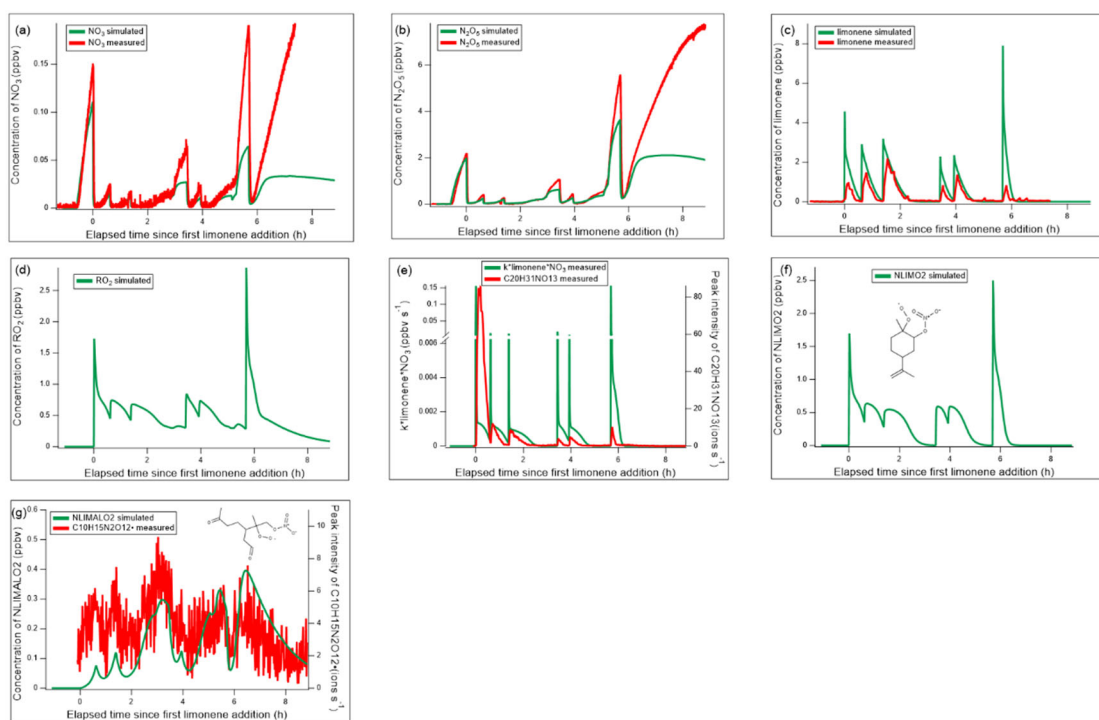 (a)
NO3 simulated
NO3 measured
Concentration of NO3 (ppbv)
0.15
0.10
0.05
0
0
2
4
6
8
Elapsed time since first limonene addition (h)
(b)
N2O5 simulated
N2O5 measured
Concentration of N2O5 (ppbv)
6
4
2
0
0
2
4
6
8
Elapsed time since first limonene addition (h)
(c)
limonene simulated
limonene measured
Concentration of limonene (ppbv)
8
6
4
2
0
0
2
4
6
8
Elapsed time since first limonene addition (h)
(d)
RO2 simulated
Concentration of RO2 (ppbv)
2.5
2.0
1.5
1.0
0.5
0
0
2
4
6
8
Elapsed time since first limonene addition (h)
(e)
k*limonene*NO3 measured
C20H31NO13 measured
k*limonene*NO3 (ppbv s-1)
0.15
0.10
0.05
0.006
0.004
0.002
0
80
60
40
20
0
Peak intensity of C20H31NO13(ions s-1)
0
2
4
6
8
Elapsed time since first limonene addition (h)
(f)
NLIMO2 simulated
Concentration of NLIMO2 (ppbv)
2.5
2.0
1.5
1.0
0.5
0
0
2
4
6
8
Elapsed time since first limonene addition (h)
(g)
NLIMALO2 simulated
C10H15N2O12• measured
Concentration of NLIMALO2 (ppbv)
0.6
0.5
0.4
0.3
0.2
0.1
0
10
8
6
4
2
0
Peak intensity of C10H15N2O12•(ions s-1)
0
2
4
6
8
Elapsed time since first limonene addition (h)